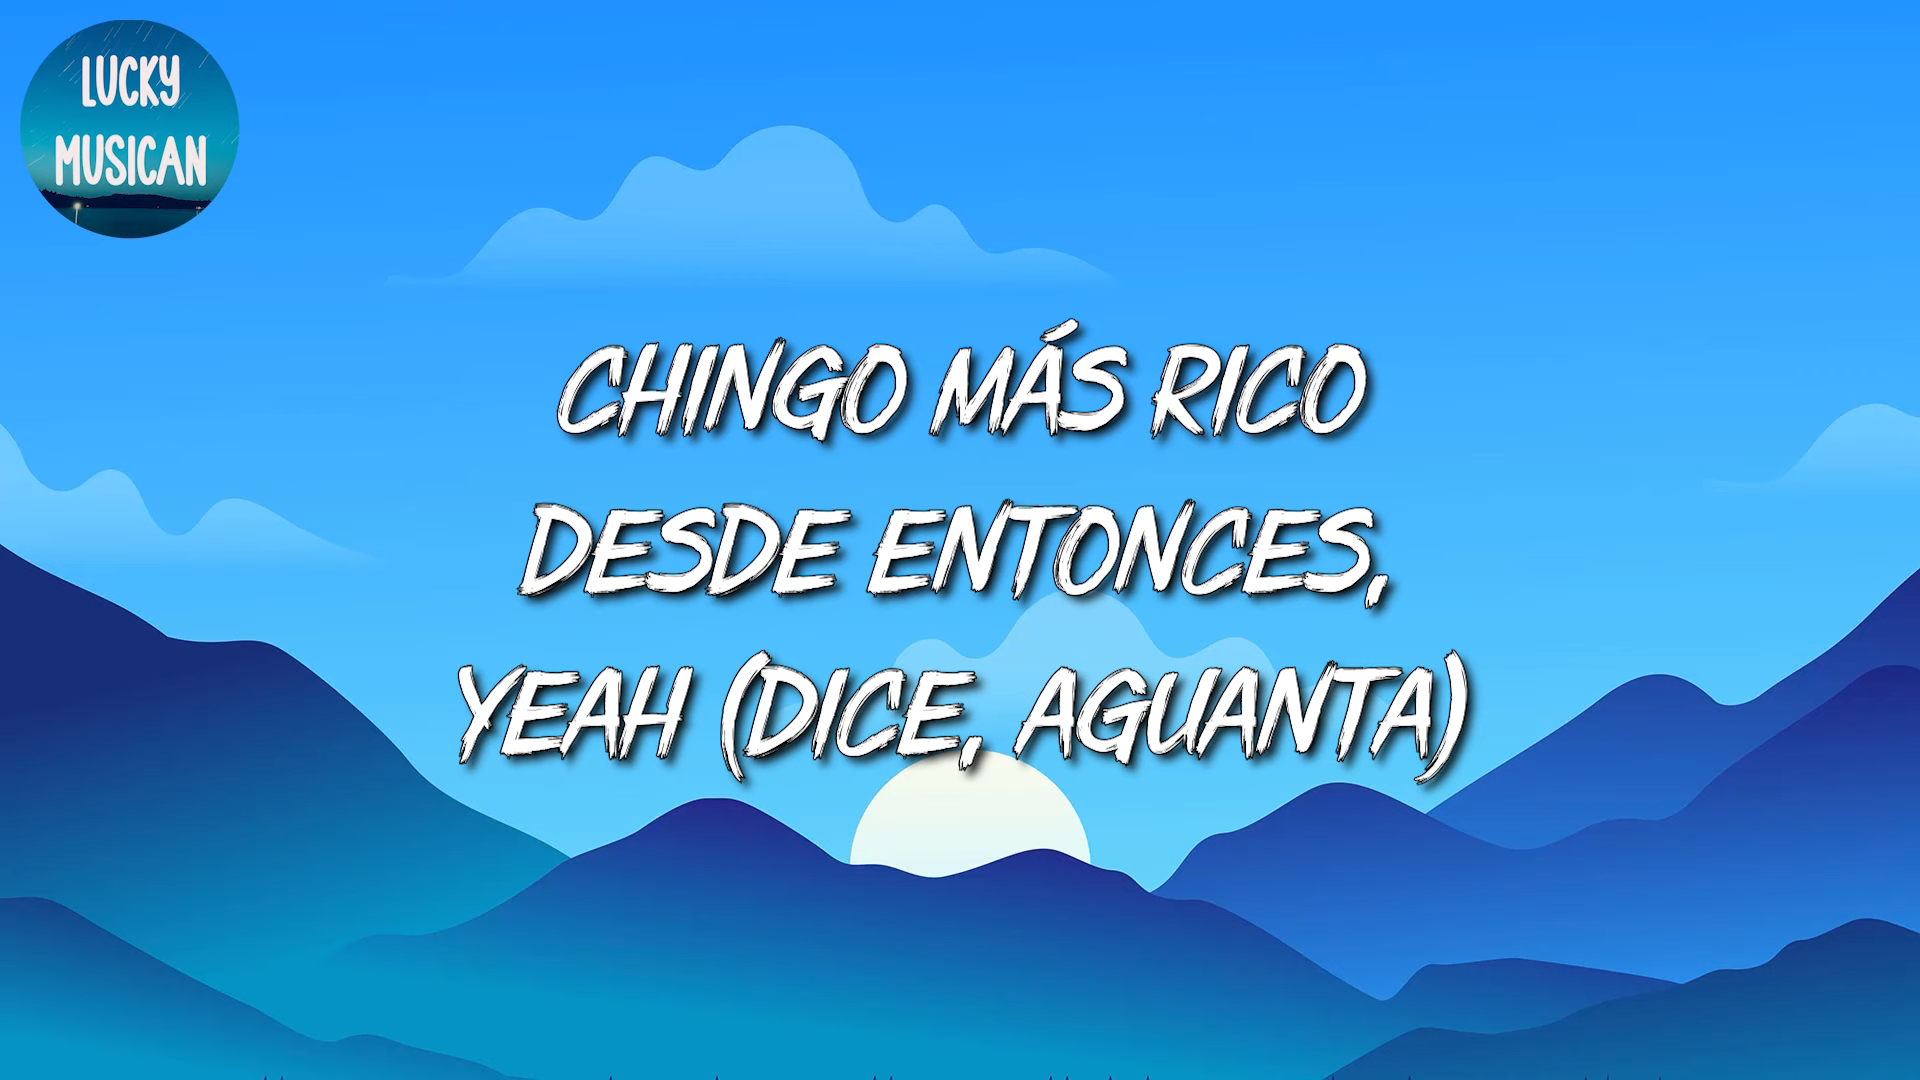 LUCKY
MUSICAN
CHINGO MÁS RICO
DESDE ENTONCES,
YEAH (DICE, AGUANTA)